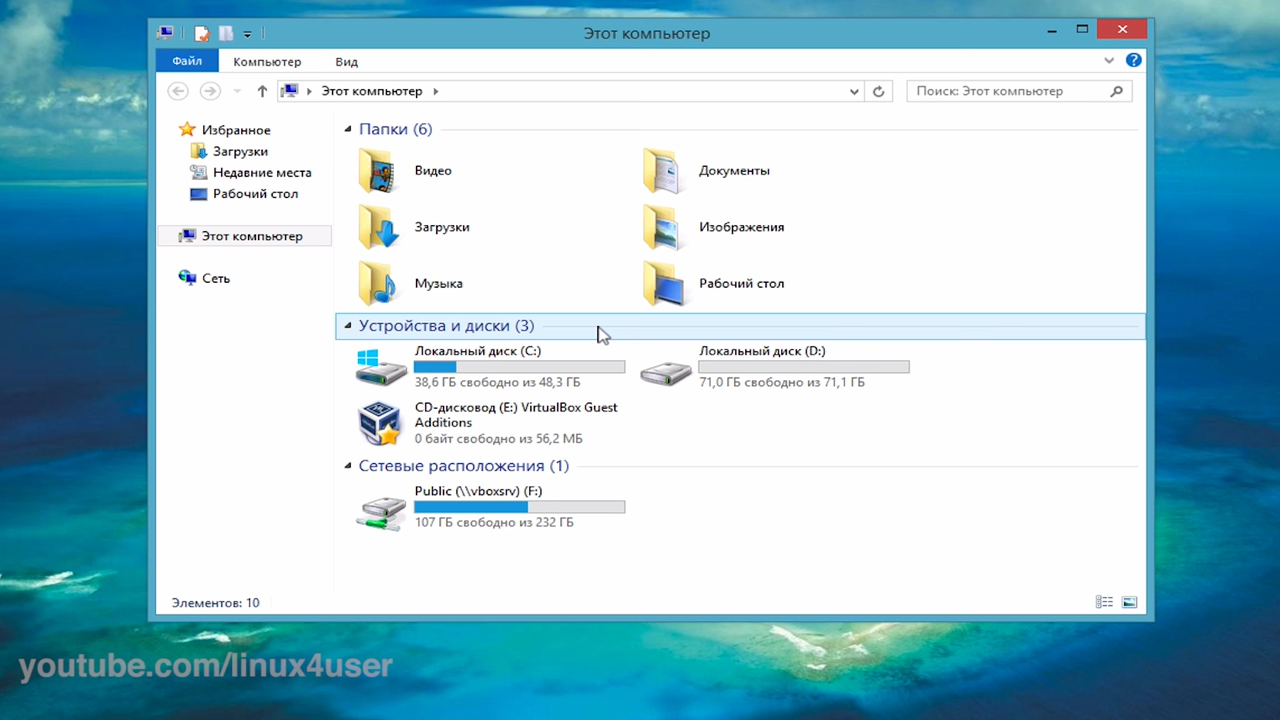 Этот компьютер
Файл
Компьютер
Вид
Этот компьютер
Поиск: Этот компьютер
Избранное
Загрузки
Недавние места
Рабочий стол
Этот компьютер
Сеть
Папки (6)
Видео
Документы
Загрузки
Изображения
Музыка
Рабочий стол
Устройства и диски (3)
Локальный диск (C:)
38,6 ГБ свободно из 48,3 ГБ
Локальный диск (D:)
71,0 ГБ свободно из 71,1 ГБ
CD-дисковод (E:) VirtualBox Guest
Additions
0 байт свободно из 56,2 МБ
Сетевые расположения (1)
Public (\\vboxsrv) (F:)
107 ГБ свободно из 232 ГБ
Элементов: 10
youtube.com/linux4user